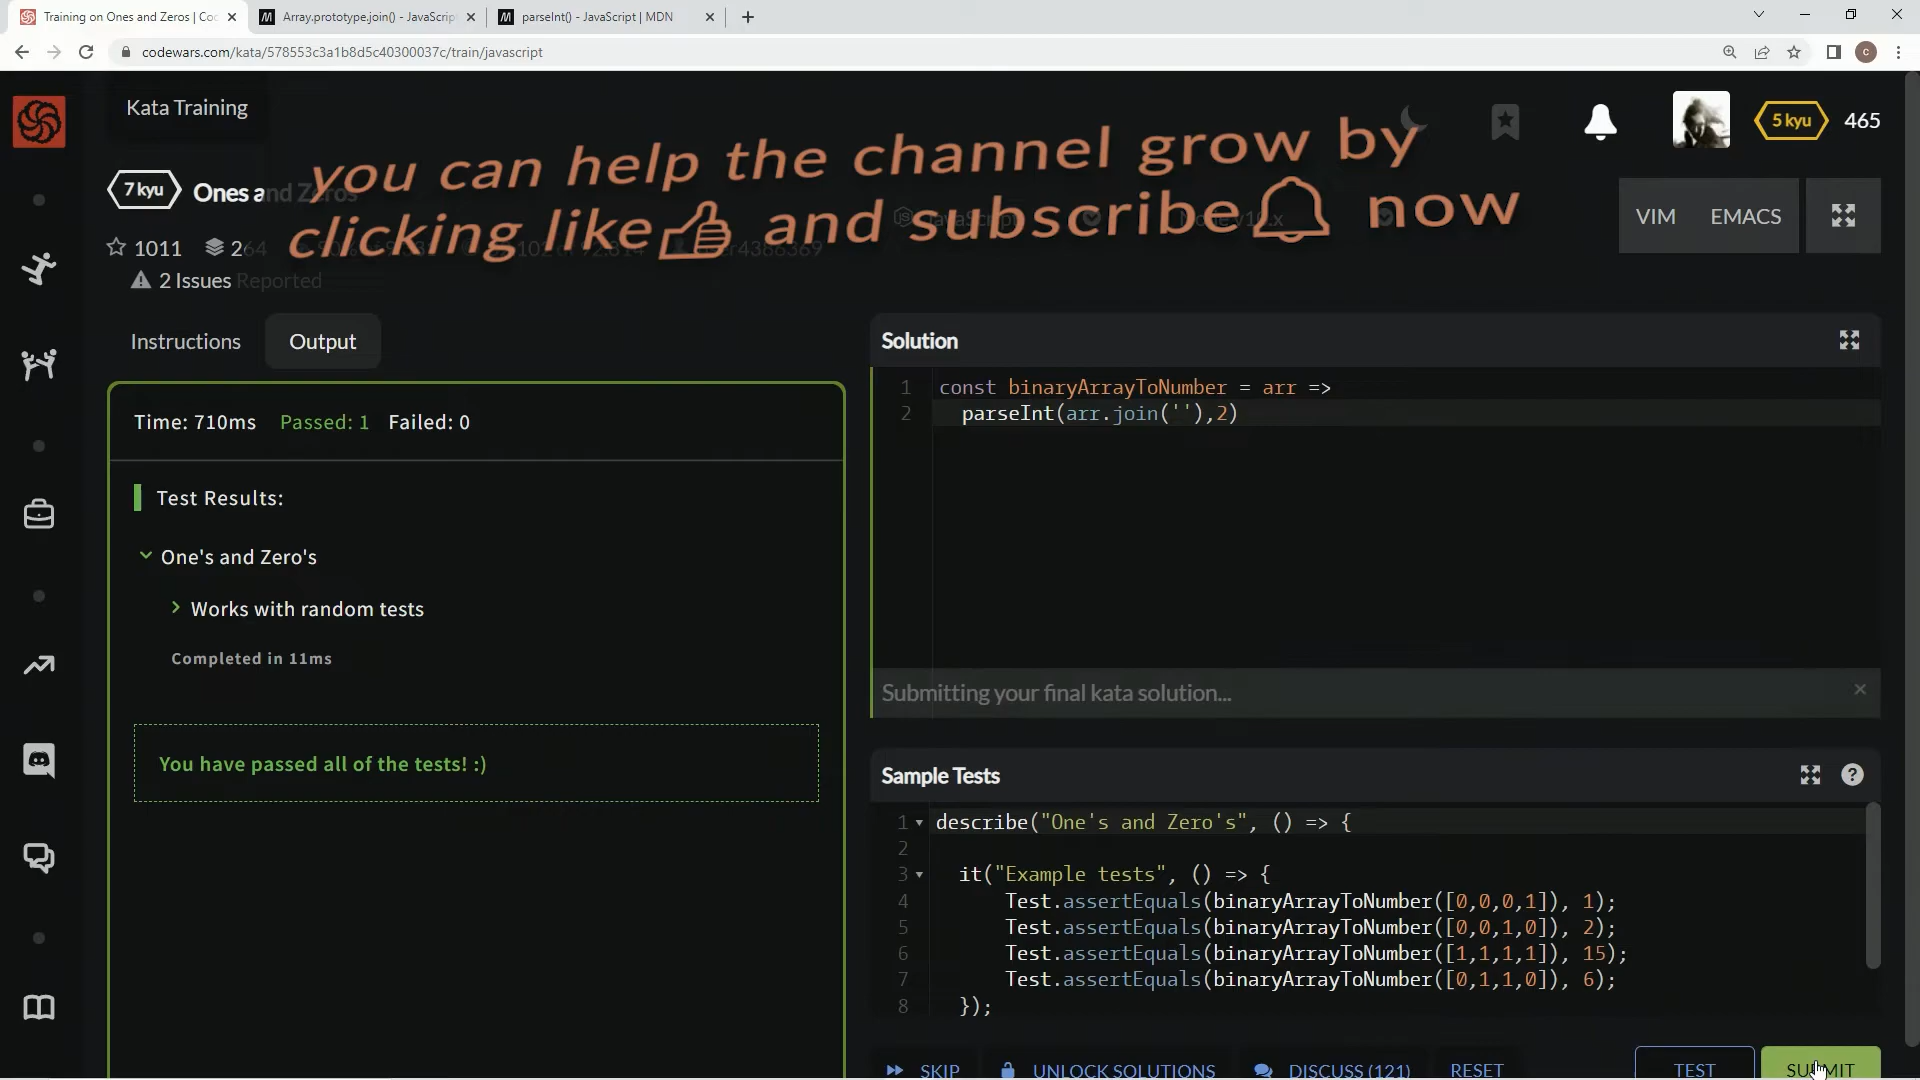 Training on Ones and Zeros | Coc
Array.prototype.join() - JavaScrip
parseInt() - JavaScript | MDN
codewars.com/kata/578553c3a1b8d5c40300037c/train/javascript
C
Kata Training
5 kyu
465
you can help the channel grow by
clicking like and subscribe now
7 kyu
Ones and Zeros
JavaScript
VIM
EMACS
1011
264
2 Issues Reported
Instructions
Output
Solution
1 const binaryArrayToNumber = arr =>
2 parseInt(arr.join(''),2)
Time: 710ms Passed: 1 Failed: 0
Test Results:
One's and Zero's
Works with random tests
Completed in 11ms
You have passed all of the tests! :)
Submitting your final kata solution...
Sample Tests
1 describe("One's and Zero's", () => {
2
3 it("Example tests", () => {
4 Test.assertEquals(binaryArrayToNumber([0,0,0,1]), 1);
5 Test.assertEquals(binaryArrayToNumber([0,0,1,0]), 2);
6 Test.assertEquals(binaryArrayToNumber([1,1,1,1]), 15);
7 Test.assertEquals(binaryArrayToNumber([0,1,1,0]), 6);
8 });
SKIP
UNLOCK SOLUTIONS
DISCUSS (121)
RESET
TEST
SUBMIT